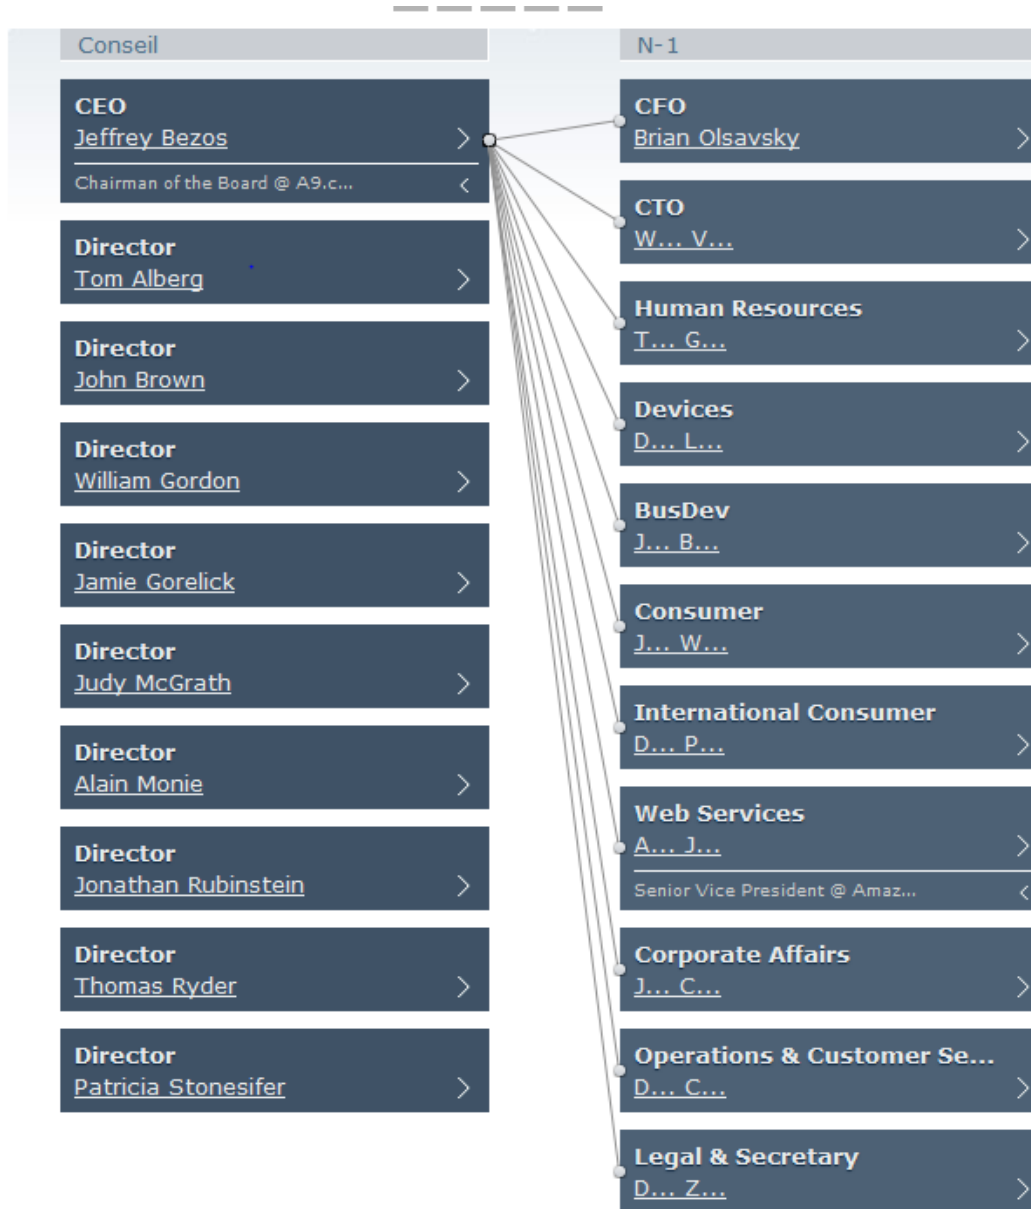 Conseil
CEO
Jeffrey Bezos
Chairman of the Board @ A9.c...
Director
Tom Alberg
Director
John Brown
Director
William Gordon
Director
Jamie Gorelick
Director
Judy McGrath
Director
Alain Monie
Director
Jonathan Rubinstein
Director
Thomas Ryder
Director
Patricia Stonesifer
N-1
CFO
Brian Olsavsky
CTO
W... V...
Human Resources
T... G...
Devices
D... L...
BusDev
J... B...
Consumer
J... W...
International Consumer
D... P...
Web Services
A... J...
Senior Vice President @ Amaz...
Corporate Affairs
J... C...
Operations & Customer Se...
D... C...
Legal & Secretary
D... Z...